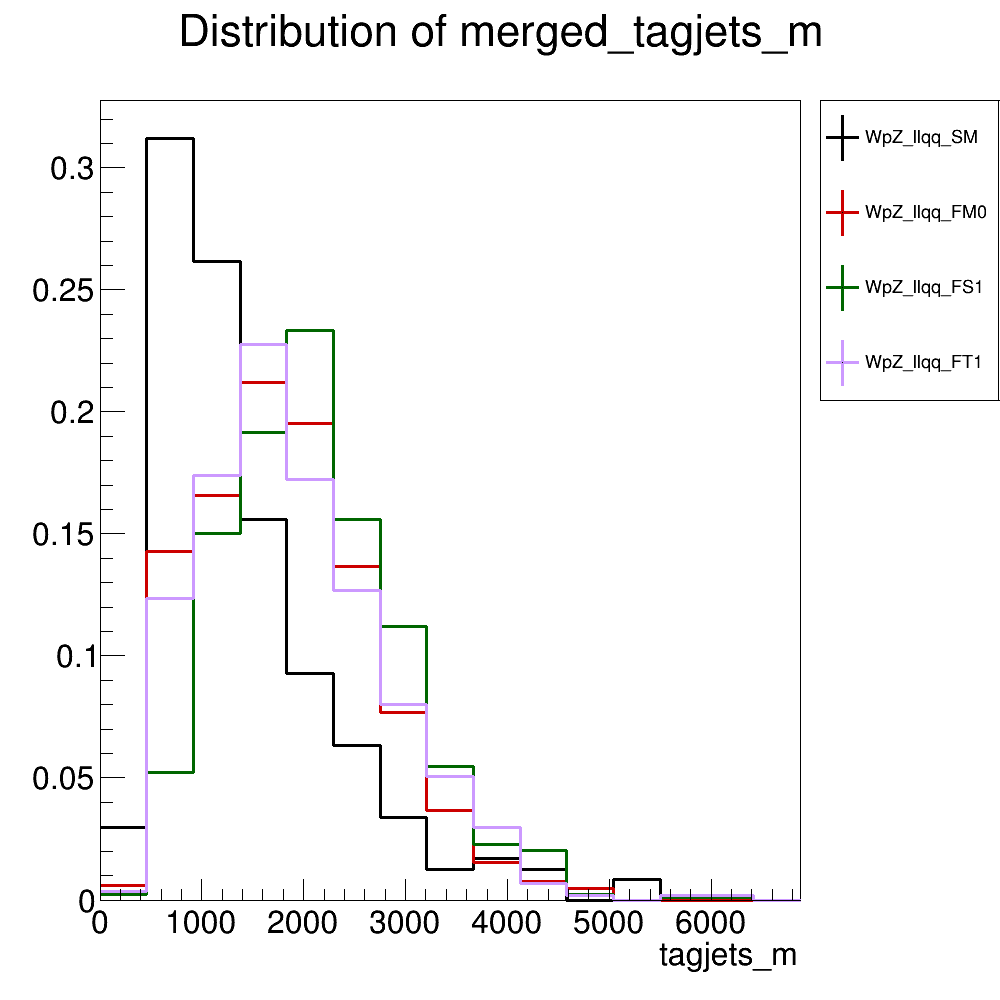 Distribution of merged_tagjets_m
WpZ_llqq_SM
WpZ_llqq_FM0
WpZ_llqq_FS1
WpZ_llqq_FT1
0.3
0.25
0.2
0.15
0.1
0.05
0
0 1000 2000 3000 4000 5000 6000
tagjets_m